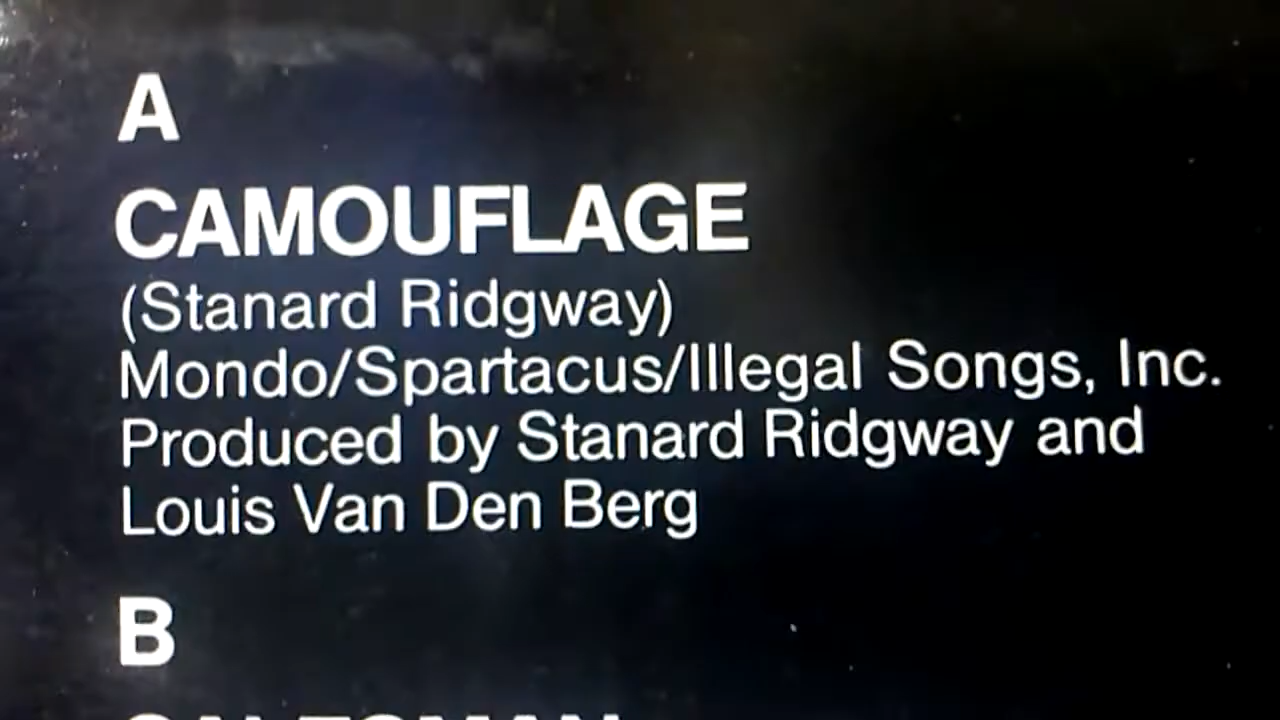 A
CAMOUFLAGE
(Stanard Ridgway)
Mondo/Spartacus/Illegal Songs, Inc.
Produced by Stanard Ridgway and
Louis Van Den Berg
B